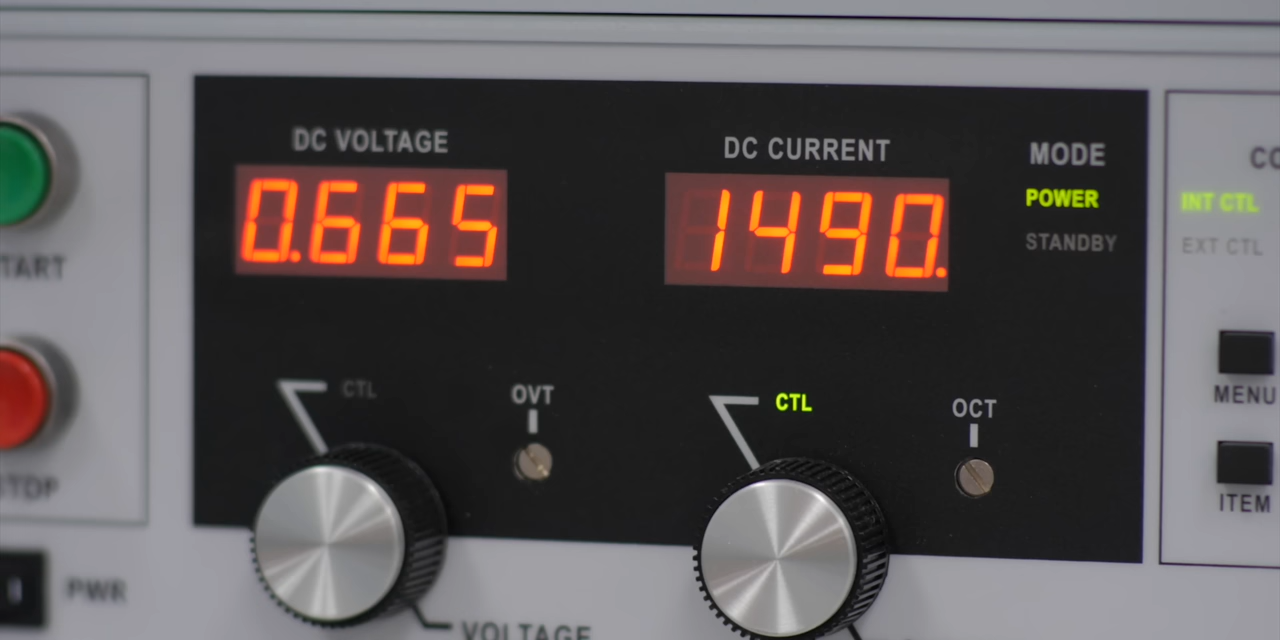 DC VOLTAGE
0.665
DC CURRENT
1490.
MODE
POWER
STANDBY
INT CTL
EXT CTL
TART
STOP
PWR
CTL
OVT
CTL
OCT
MENU
ITEM
VOLTAGE